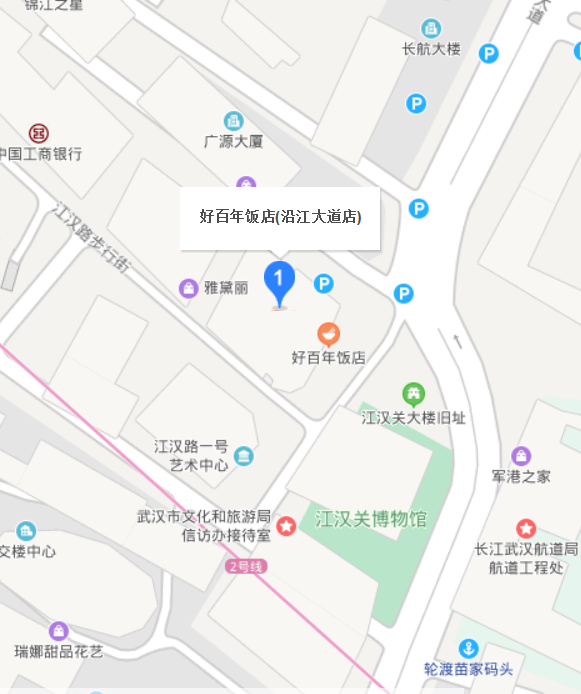 锦江之星
大道
长航大楼
P
P
广源大厦
中国工商银行
P
好百年饭店(沿江大道店)
江汉路步行街
1
P
雅黛丽
P
好百年饭店
江汉关大楼旧址
江汉路一号
艺术中心
军港之家
武汉市文化和旅游局
信访办接待室
江汉关博物馆
长江武汉航道局
航道工程处
交楼中心
2号线
瑞娜甜品花艺
轮渡苗家码头